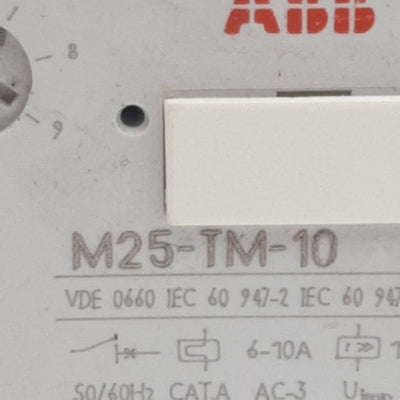 ABB
8
9
M25-TM-10
VDE 0660 IEC 60 947-2 IEC 60 947
6-10A
50/60Hz CAT.A AC-3